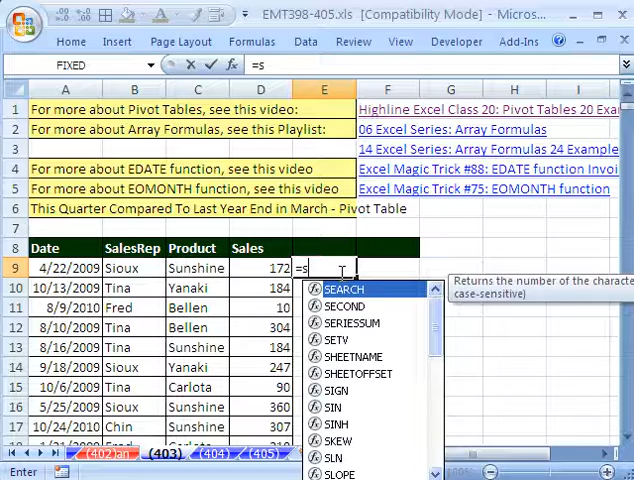 EMT398-405.xls [Compatibility Mode] - Micros...
Home Insert Page Layout Formulas Data Review View Developer Add-Ins
FIXED =s
A B C D E F G H I
1 For more about Pivot Tables, see this video: Highline Excel Class 20: Pivot Tables 20 Exam
2 For more about Array Formulas, see this Playlist: 06 Excel Series: Array Formulas
3 14 Excel Series: Array Formulas 24 Example
4 For more about EDATE function, see this video Excel Magic Trick #88: EDATE function Invoi
5 For more about EOMONTH function, see this video Excel Magic Trick #75: EOMONTH function
6 This Quarter Compared To Last Year End in March - Pivot Table
7
8 Date SalesRep Product Sales
9 4/22/2009 Sioux Sunshine 172 =s
10 10/13/2009 Tina Yanaki 184 SEARCH Returns the number of the characte
case-sensitive)
11 8/9/2010 Fred Bellen 10 SECOND
SERIESSUM
12 8/10/2009 Tina Bellen 304 SETV
13 8/16/2009 Tina Sunshine 184 SHEETNAME
SHEETOFFSET
14 9/18/2009 Sioux Yanaki 247 SIGN
15 10/6/2009 Tina Carlota 90 SIN
16 5/25/2009 Sioux Sunshine 360 SINH
17 10/24/2010 Chin Sunshine 307 SKEW
SLN
SLOPE
(402)an (403) (404) (405)
Enter 100%